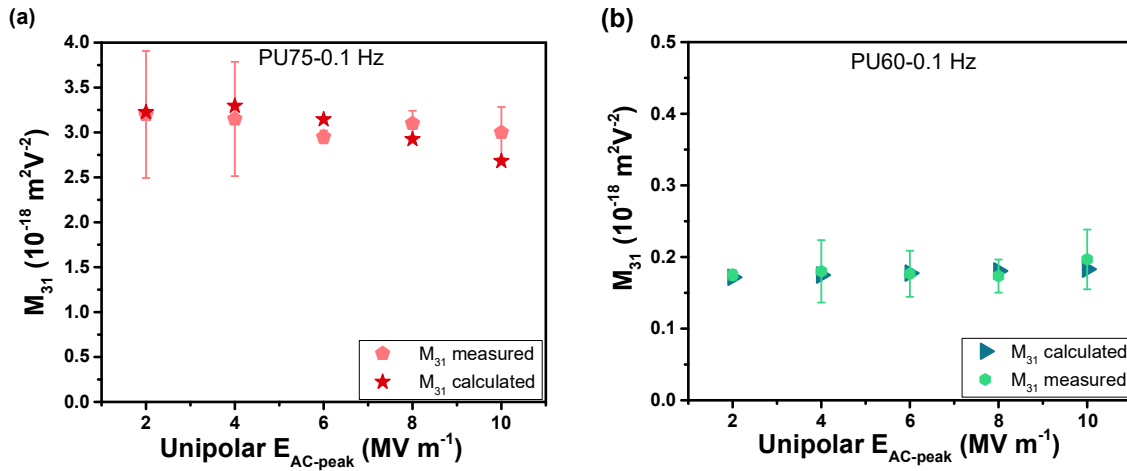 (a)
PU75-0.1 Hz
4.0
3.5
3.0
2.5
2.0
1.5
1.0
0.5
0.0
M31 (10-18 m2V-2)
M31 measured
M31 calculated
2 4 6 8 10
Unipolar EAC-peak (MV m-1)
(b)
PU60-0.1 Hz
0.5
0.4
0.3
0.2
0.1
0.0
M31 (10-18 m2V-2)
M31 calculated
M31 measured
2 4 6 8 10
Unipolar EAC-peak (MV m-1)